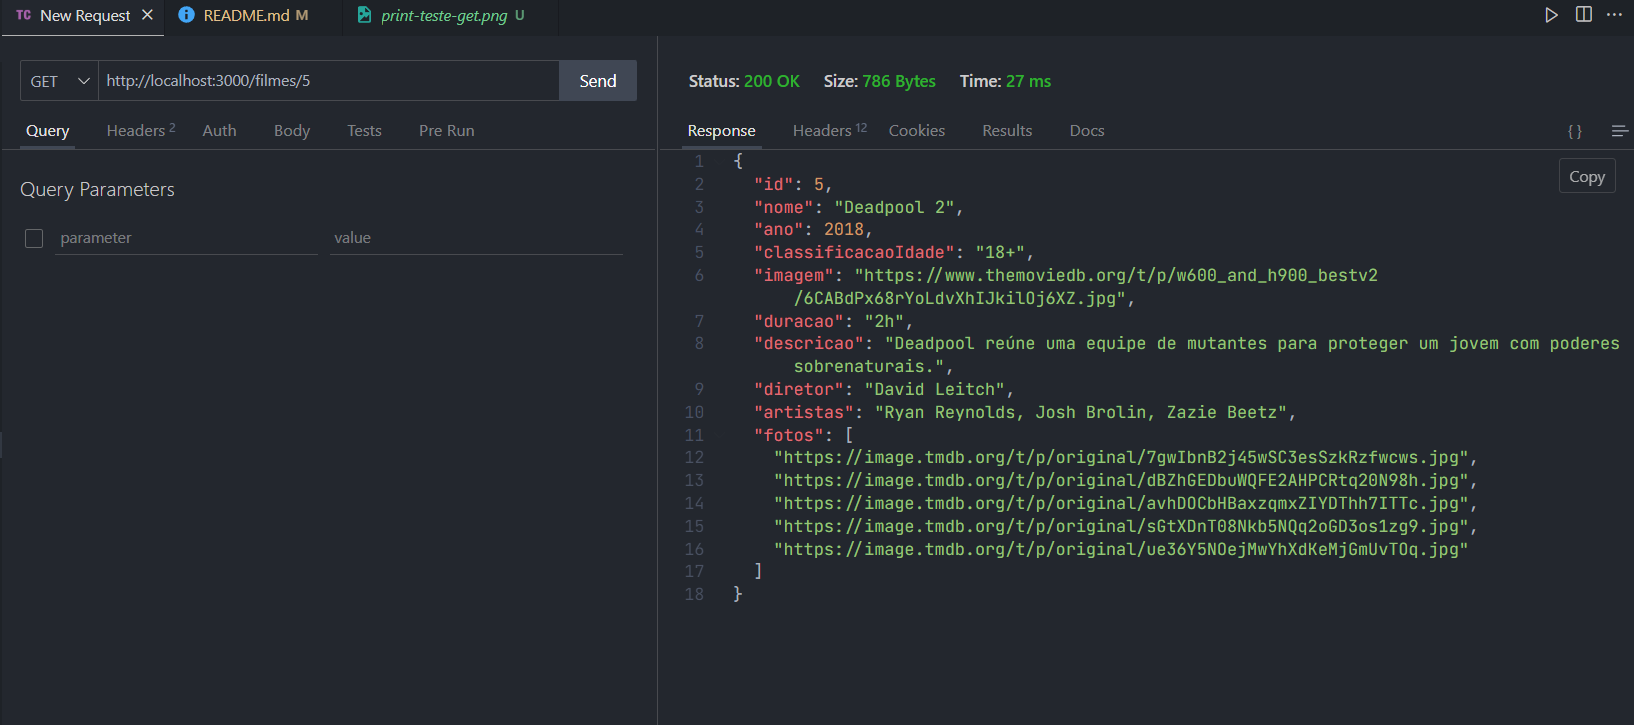 TC New Request
README.md M
print-teste-get.png U
GET http://localhost:3000/filmes/5 Send
Query Headers 2 Auth Body Tests Pre Run
Query Parameters
parameter value
Status: 200 OK Size: 786 Bytes Time: 27 ms
Response Headers 12 Cookies Results Docs { }
Copy
1 {
2 "id": 5,
3 "nome": "Deadpool 2",
4 "ano": 2018,
5 "classificacaoIdade": "18+",
6 "imagem": "https://www.themoviedb.org/t/p/w600_and_h900_bestv2
/6CABdPx68rYoLdvXhIJkilOj6XZ.jpg",
7 "duracao": "2h",
8 "descricao": "Deadpool reúne uma equipe de mutantes para proteger um jovem com poderes
sobrenaturais.",
9 "diretor": "David Leitch",
10 "artistas": "Ryan Reynolds, Josh Brolin, Zazie Beetz",
11 "fotos": [
12 "https://image.tmdb.org/t/p/original/7gwIbnB2j45wSC3esSzkRzfwcws.jpg",
13 "https://image.tmdb.org/t/p/original/dBZhGEDbuWQFE2AHPCRtq20N98h.jpg",
14 "https://image.tmdb.org/t/p/original/avhDOCbHBaxzqmxZIYDThh7ITTc.jpg",
15 "https://image.tmdb.org/t/p/original/sGtXDnT08Nkb5NQq2oGD3os1zg9.jpg",
16 "https://image.tmdb.org/t/p/original/ue36Y5NOejMwYhXdKeMjGmUvTOq.jpg"
17 ]
18 }